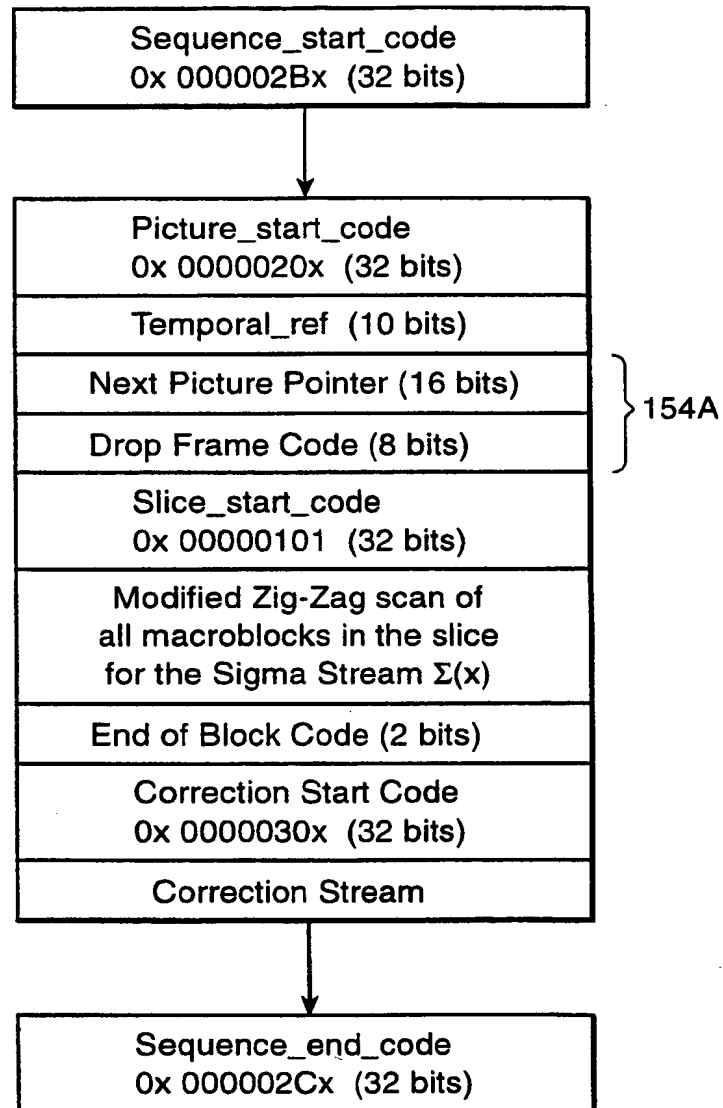 Sequence_start_code
0x 000002Bx (32 bits)
Picture_start_code
0x 0000020x (32 bits)
Temporal_ref (10 bits)
Next Picture Pointer (16 bits)
154A
Drop Frame Code (8 bits)
Slice_start_code
0x 00000101 (32 bits)
Modified Zig-Zag scan of
all macroblocks in the slice
for the Sigma Stream Σ(x)
End of Block Code (2 bits)
Correction Start Code
0x 0000030x (32 bits)
Correction Stream
Sequence_end_code
0x 000002Cx (32 bits)